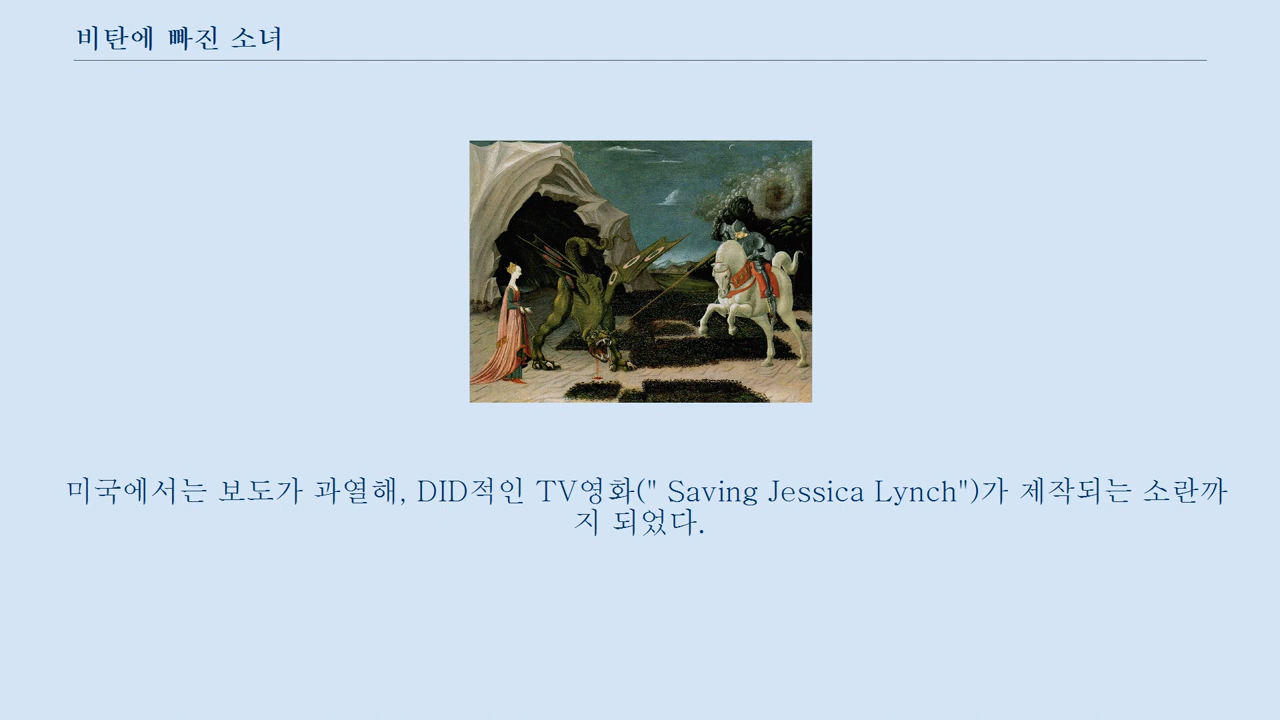 비탄에 빠진 소녀
미국에서는 보도가 과열해, DID적인 TV영화(" Saving Jessica Lynch")가 제작되는 소란까
지 되었다.